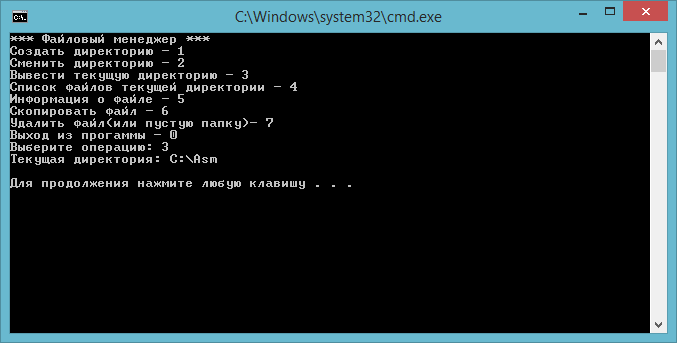 C:\Windows\system32\cmd.exe
*** Файловый менеджер ***
Создать директорию - 1
Сменить директорию - 2
Вывести текущую директорию - 3
Список файлов текущей директории - 4
Информация о файле - 5
Скопировать файл - 6
Удалить файл(или пустую папку)- 7
Выход из прогаммы - 0
Выберите операцию: 3
Текущая директория: C:\Asm
Для продолжения нажмите любую клавишу . . .